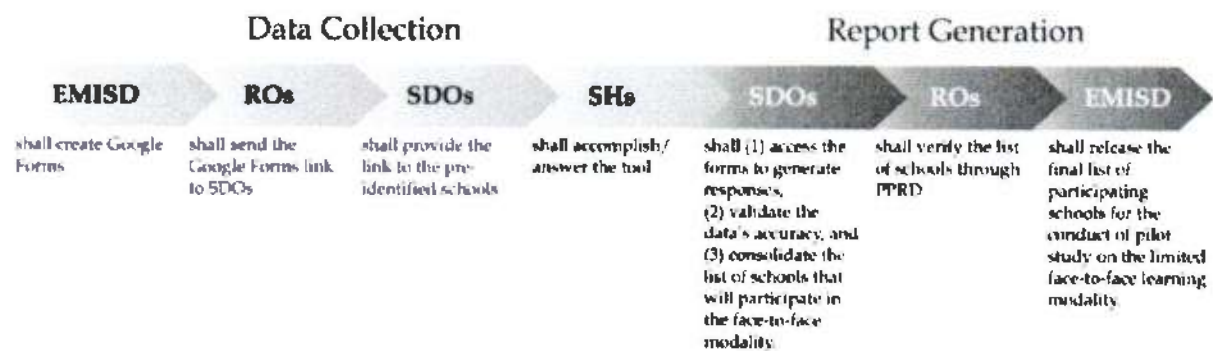 Data Collection
Report Generation
EMISD
ROs
SDOs
SHs
SDOs
ROs
EMISD
shall create Google
Forms
shall send the
Google Forms link
to SDOs
shall provide the
link to the pre-
identified schools
shall accomplish/
answer the tool
shall (1) access the
forms to generate
responses,
(2) validate the
data's accuracy, and
(3) consolidate the
list of schools that
will participate in
the face-to-face
modality.
shall verify the list
of schools through
PPRD
shall release the
final list of
participating
schools for the
conduct of pilot
study on the limited
face-to-face learning
modality.